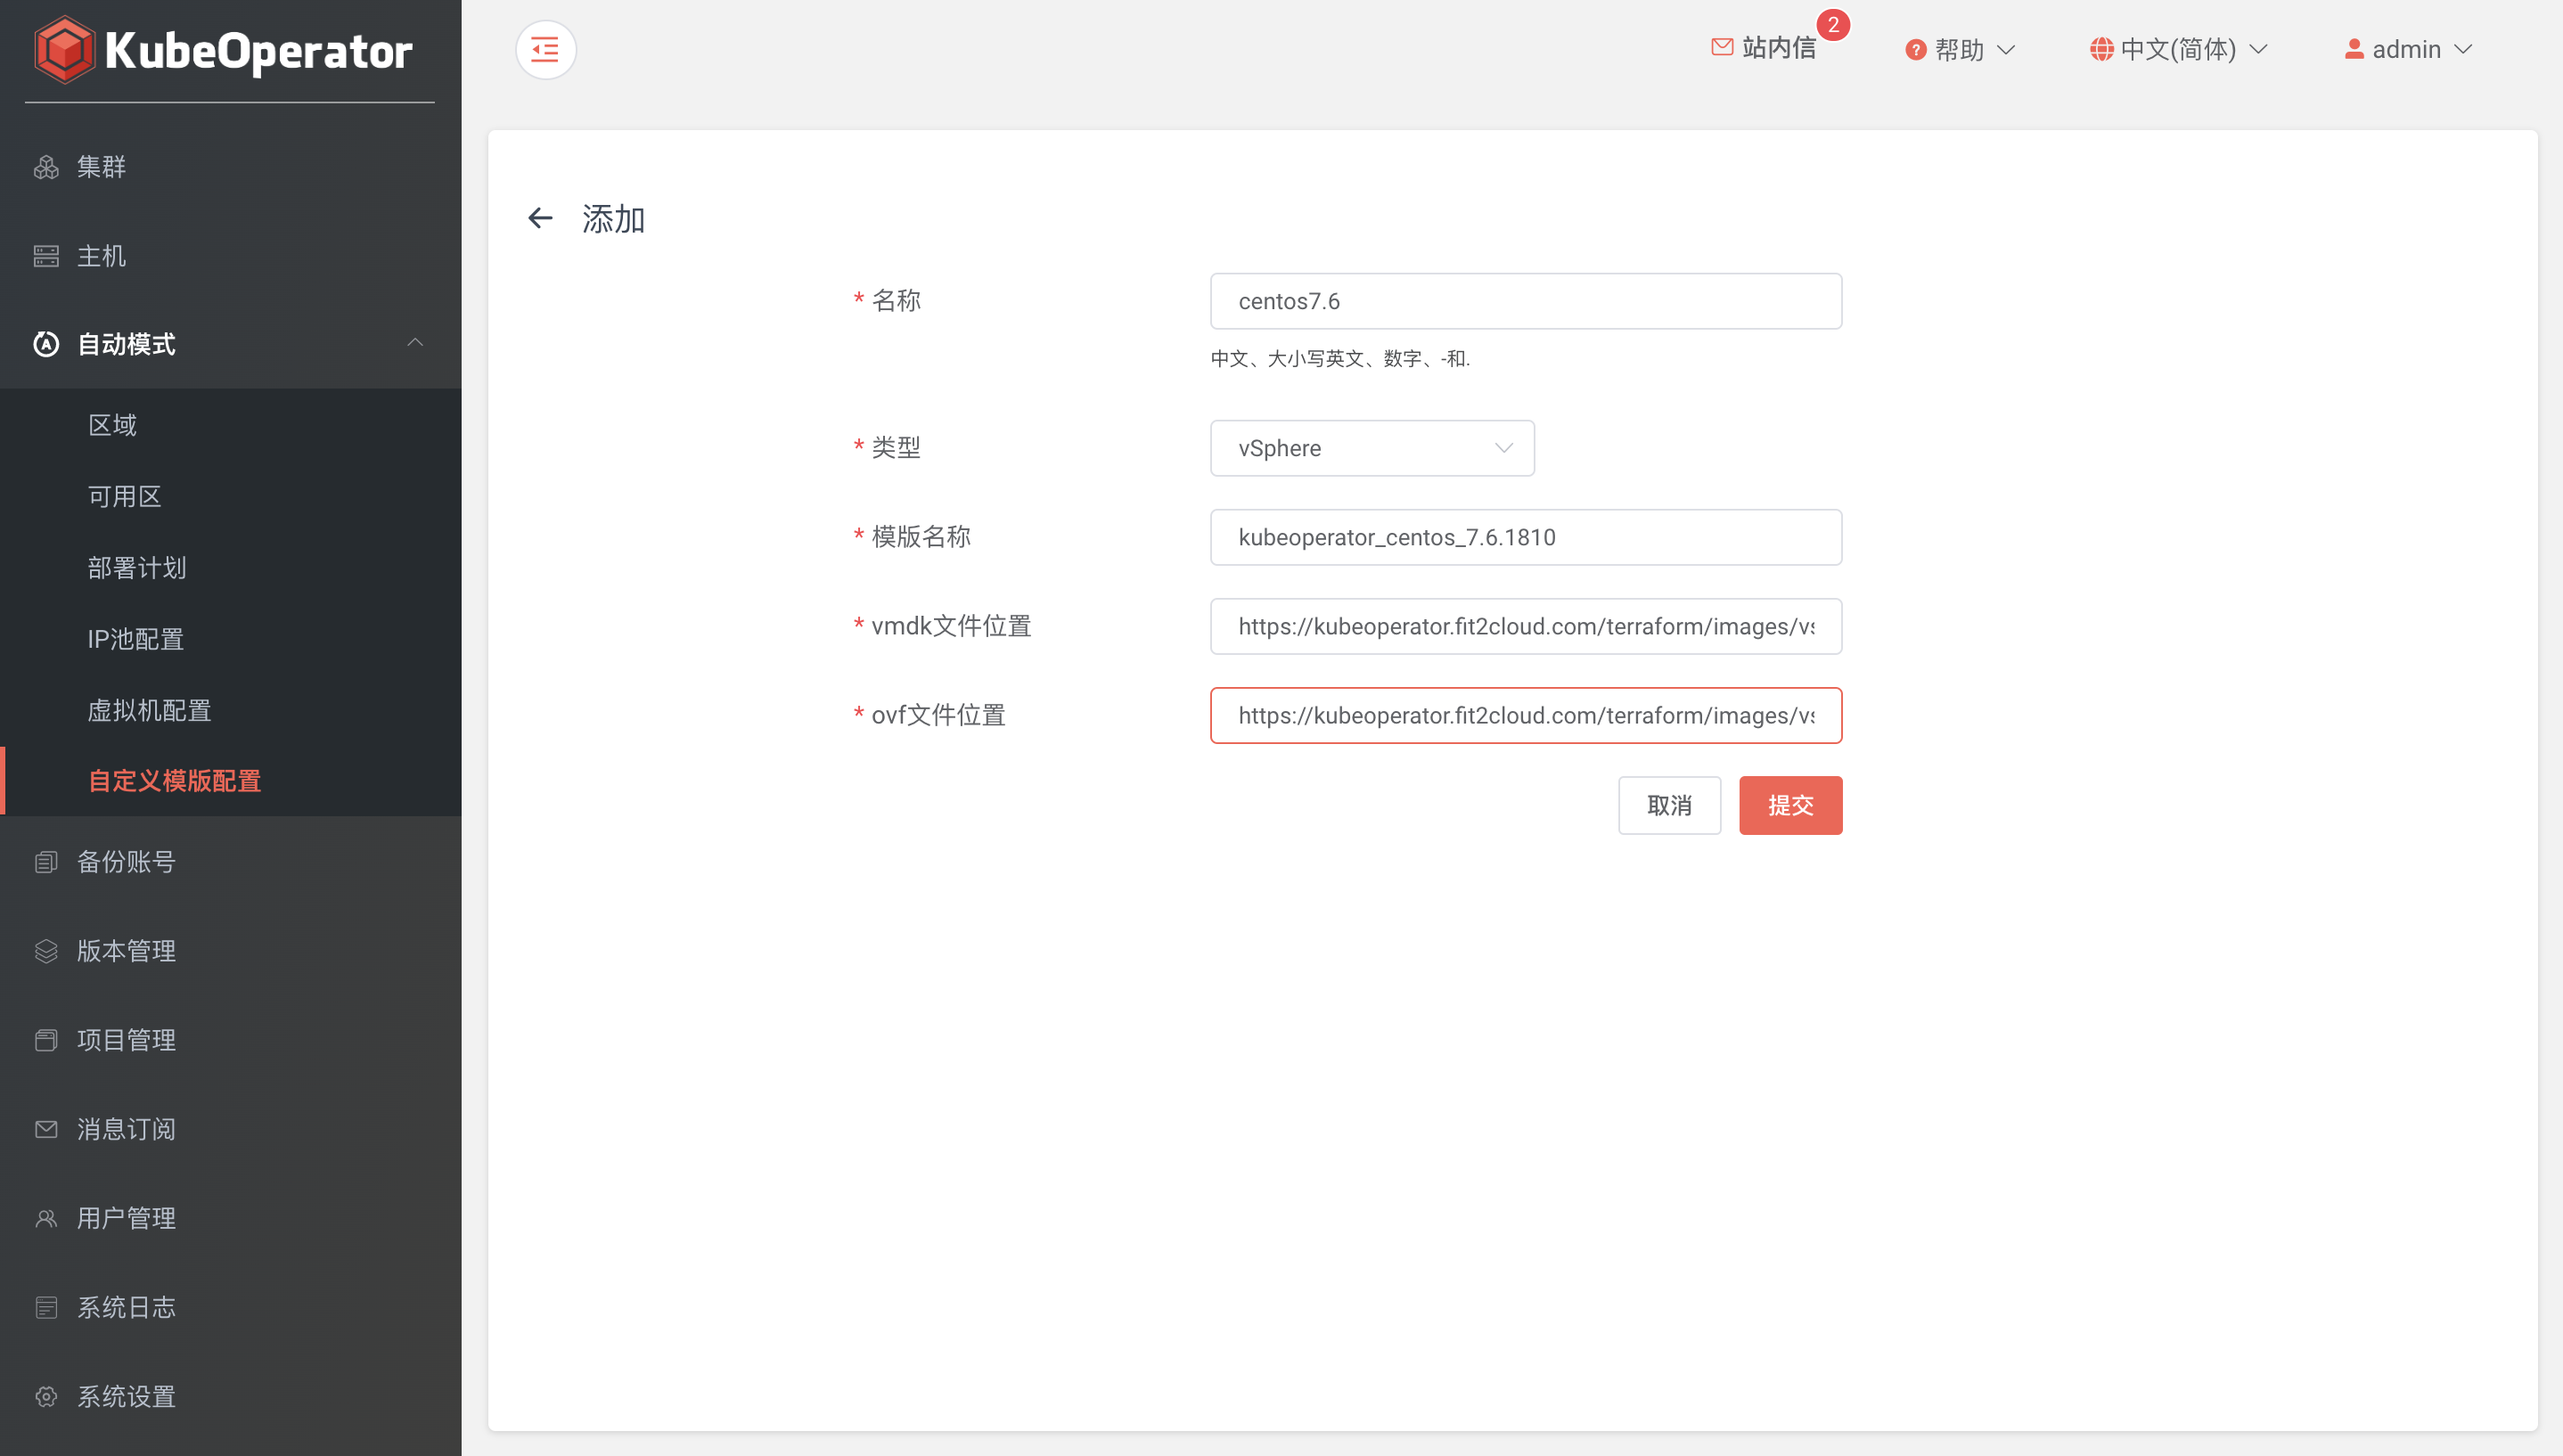 KubeOperator
集群
主机
自动模式
区域
可用区
部署计划
IP池配置
虚拟机配置
自定义模版配置
备份账号
版本管理
项目管理
消息订阅
用户管理
系统日志
系统设置
站内信 2
帮助
中文(简体)
admin
添加
* 名称
centos7.6
中文、大小写英文、数字、-和.
* 类型
vSphere
* 模版名称
kubeoperator_centos_7.6.1810
* vmdk文件位置
https://kubeoperator.fit2cloud.com/terraform/images/vs
* ovf文件位置
https://kubeoperator.fit2cloud.com/terraform/images/vs
取消
提交